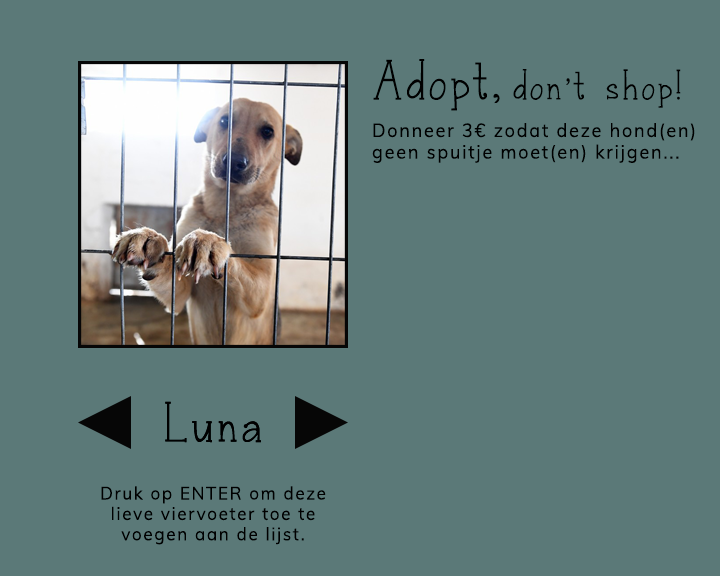 Adopt, don't shop!
Donneer 3€ zodat deze hond(en)
geen spuitje moet(en) krijgen...
Luna
Druk op ENTER om deze
lieve viervoeter toe te
voegen aan de lijst.